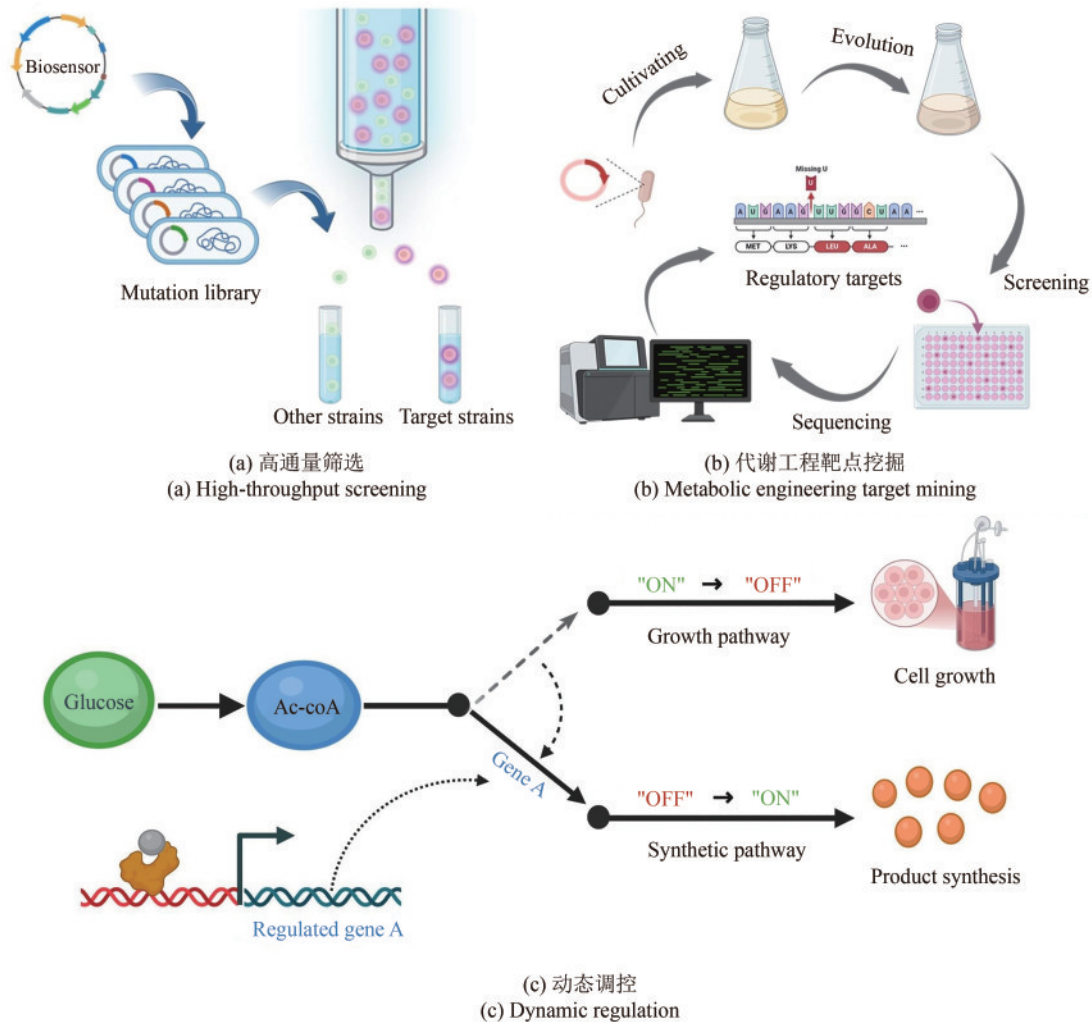 Biosensor
Mutation library
Other strains
Target strains
(a) 高通量筛选
(a) High-throughput screening
Cultivating
Evolution
Missing U
U
A U G A A G U U G G C U A A ...
MET LYS LEU ALA ...
Regulatory targets
Screening
Sequencing
(b) 代谢工程靶点挖掘
(b) Metabolic engineering target mining
"ON" → "OFF"
Growth pathway
Cell growth
Glucose
Ac-coA
Gene A
"OFF" → "ON"
Synthetic pathway
Product synthesis
Regulated gene A
(c) 动态调控
(c) Dynamic regulation